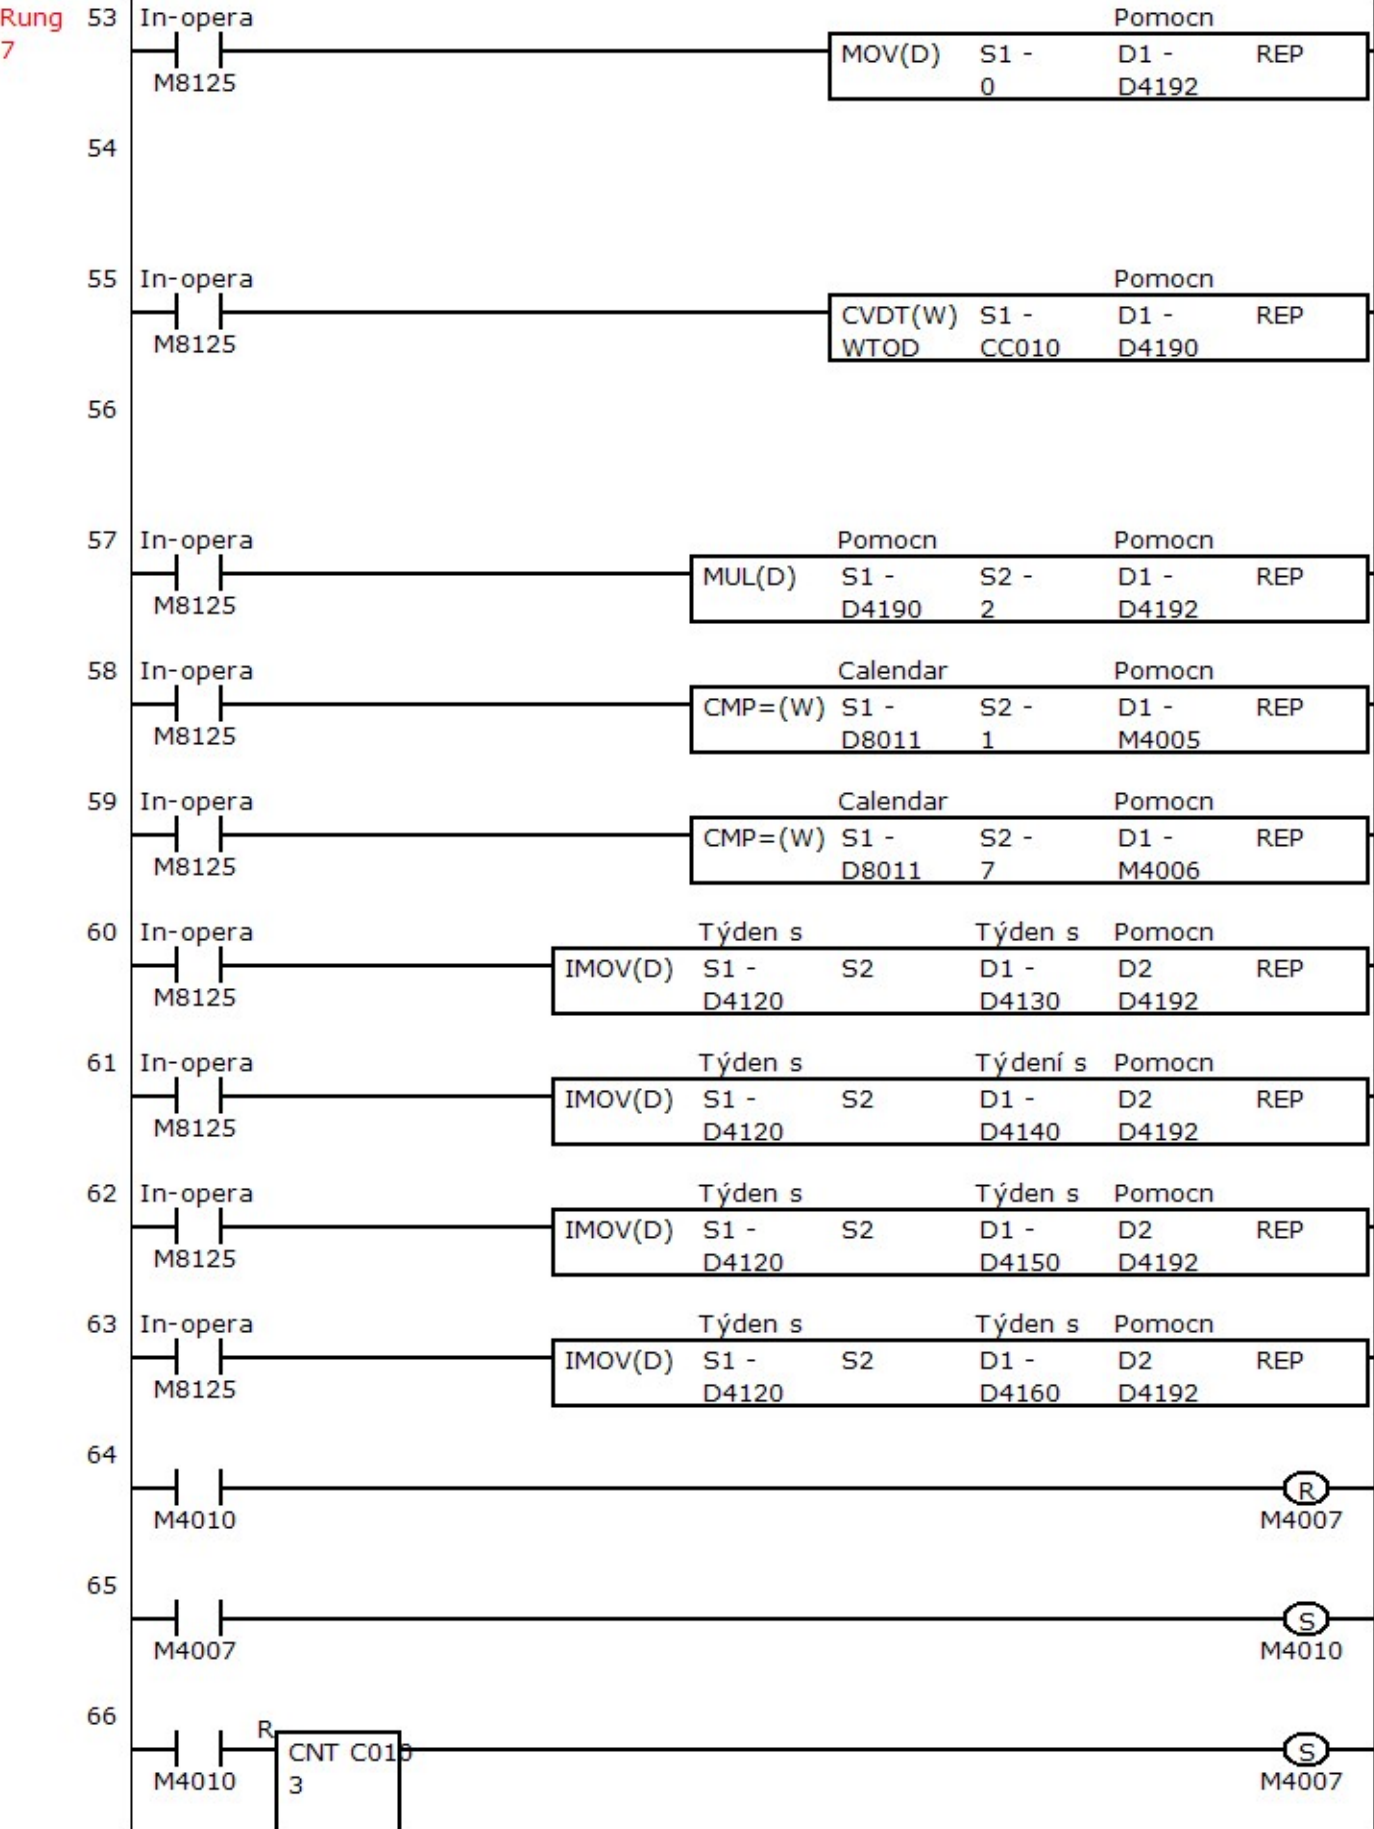 Rung 53 In-opera Pomocn
7 MOV(D) S1 - D1 - REP
M8125 0 D4192
54
55 In-opera Pomocn
CVDT(W) S1 - D1 - REP
M8125 WTOD CC010 D4190
56
57 In-opera Pomocn Pomocn
MUL(D) S1 - S2 - D1 - REP
M8125 D4190 2 D4192
58 In-opera Calendar Pomocn
CMP=(W) S1 - S2 - D1 - REP
M8125 D8011 1 M4005
59 In-opera Calendar Pomocn
CMP=(W) S1 - S2 - D1 - REP
M8125 D8011 7 M4006
60 In-opera Týden s Týden s Pomocn
IMOV(D) S1 - S2 D1 - D2 REP
M8125 D4120 D4130 D4192
61 In-opera Týden s Týdení s Pomocn
IMOV(D) S1 - S2 D1 - D2 REP
M8125 D4120 D4140 D4192
62 In-opera Týden s Týden s Pomocn
IMOV(D) S1 - S2 D1 - D2 REP
M8125 D4120 D4150 D4192
63 In-opera Týden s Týden s Pomocn
IMOV(D) S1 - S2 D1 - D2 REP
M8125 D4120 D4160 D4192
64
R
M4010 M4007
65
S
M4007 M4010
66 R
CNT C010 S
M4010 3 M4007